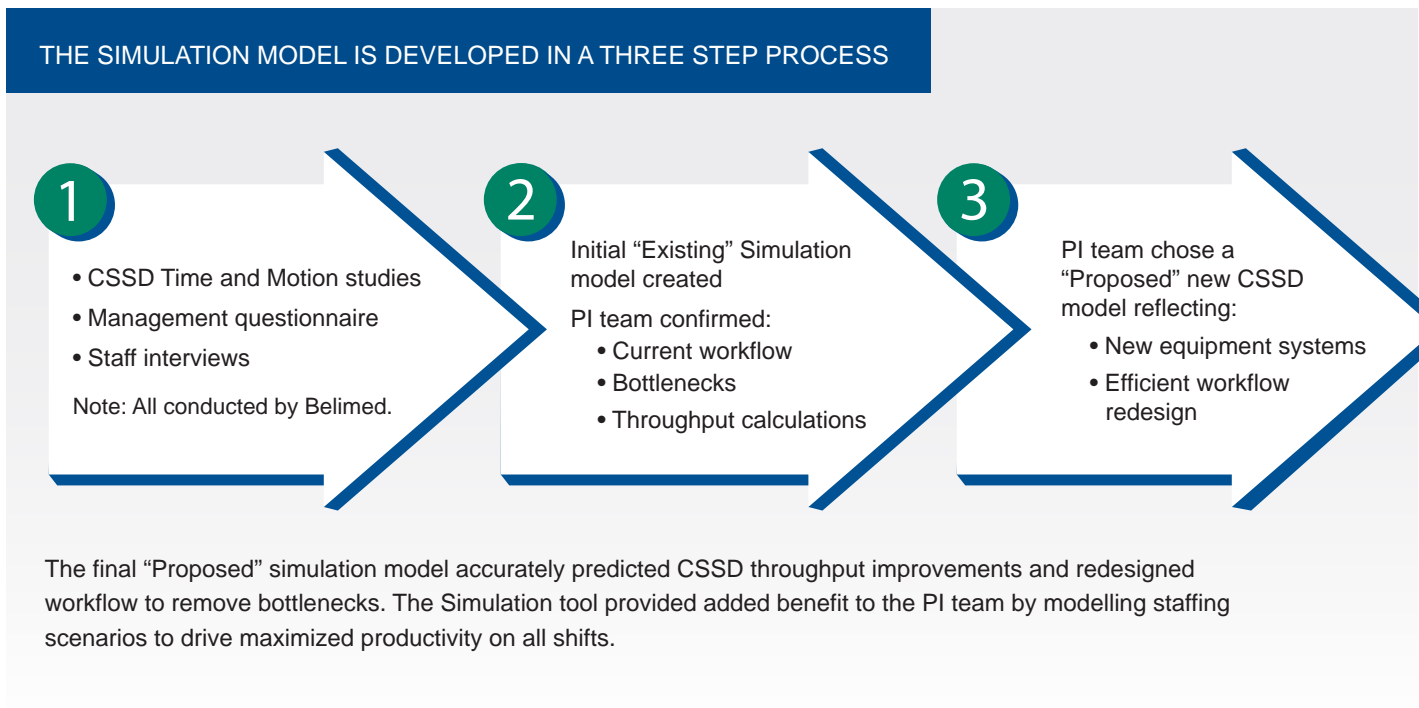 THE SIMULATION MODEL IS DEVELOPED IN A THREE STEP PROCESS
1
• CSSD Time and Motion studies
• Management questionnaire
• Staff interviews
Note: All conducted by Belimed.
2
Initial “Existing” Simulation
model created
PI team confirmed:
• Current workflow
• Bottlenecks
• Throughput calculations
3
PI team chose a
“Proposed” new CSSD
model reflecting:
• New equipment systems
• Efficient workflow
redesign
The final “Proposed” simulation model accurately predicted CSSD throughput improvements and redesigned
workflow to remove bottlenecks. The Simulation tool provided added benefit to the PI team by modelling staffing
scenarios to drive maximized productivity on all shifts.